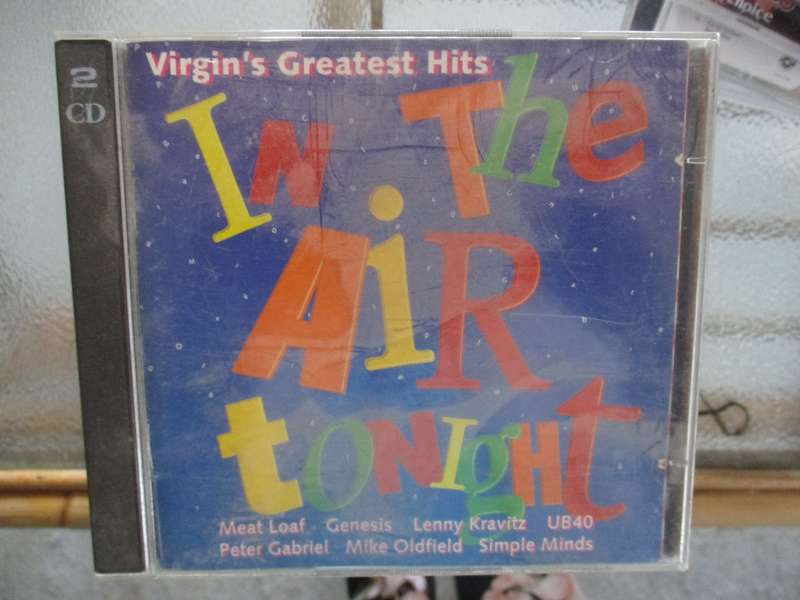 2
CD
Virgin's Greatest Hits
IN The
AiR
toNIgHt
Meat Loaf Genesis Lenny Kravitz UB40
Peter Gabriel Mike Oldfield Simple Minds
choice